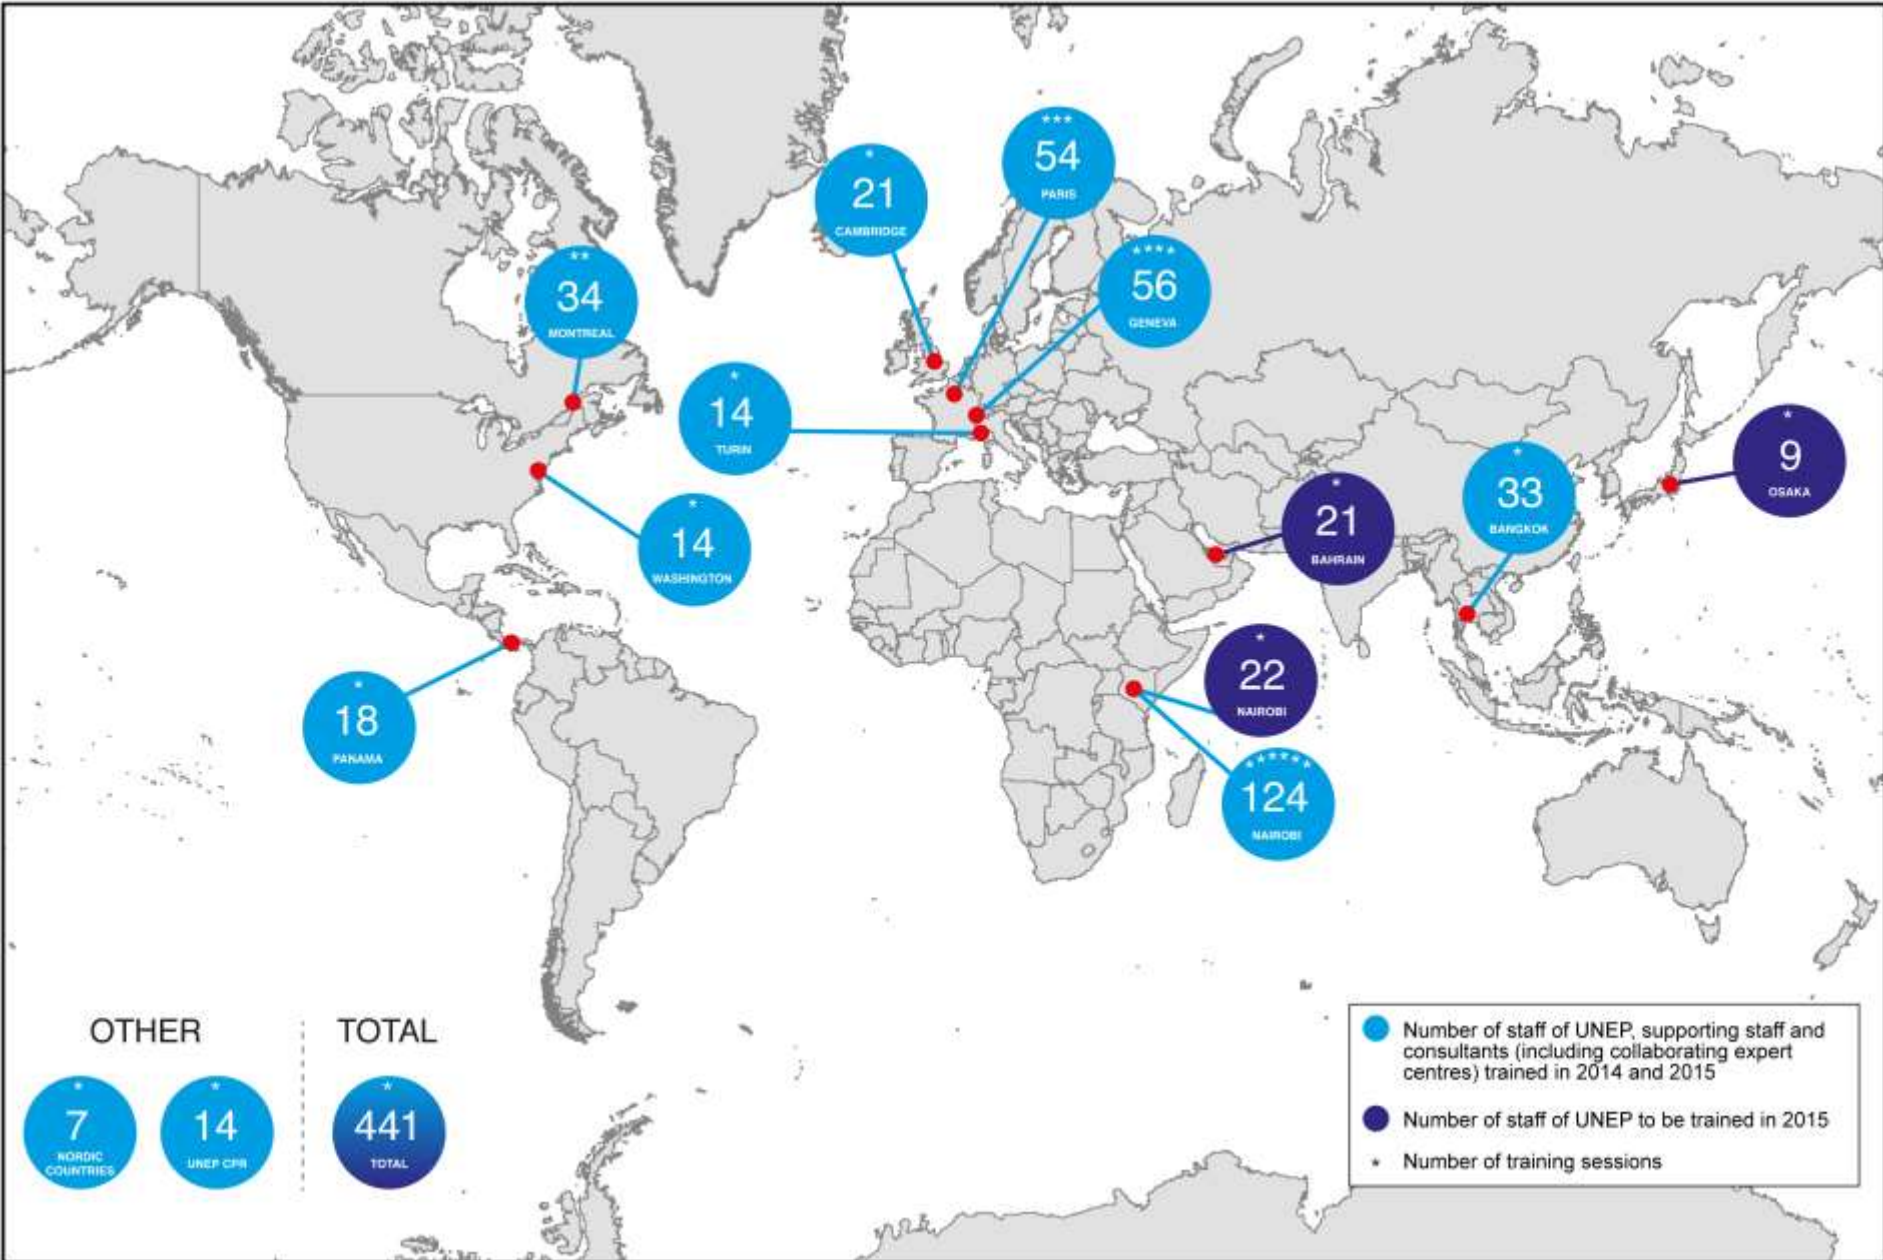 ***
54
PARIS
*
21
CAMBRIDGE
****
56
GENEVA
**
34
MONTREAL
*
14
TURIN
*
14
WASHINGTON
*
9
OSAKA
*
33
BANGKOK
*
21
BAHRAIN
*
22
NAIROBI
*
18
PANAMA
******
124
NAIROBI
OTHER
TOTAL
*
7
NORDIC
COUNTRIES
*
14
UNEP CPR
*
441
TOTAL
Number of staff of UNEP, supporting staff and
consultants (including collaborating expert
centres) trained in 2014 and 2015
Number of staff of UNEP to be trained in 2015
* Number of training sessions